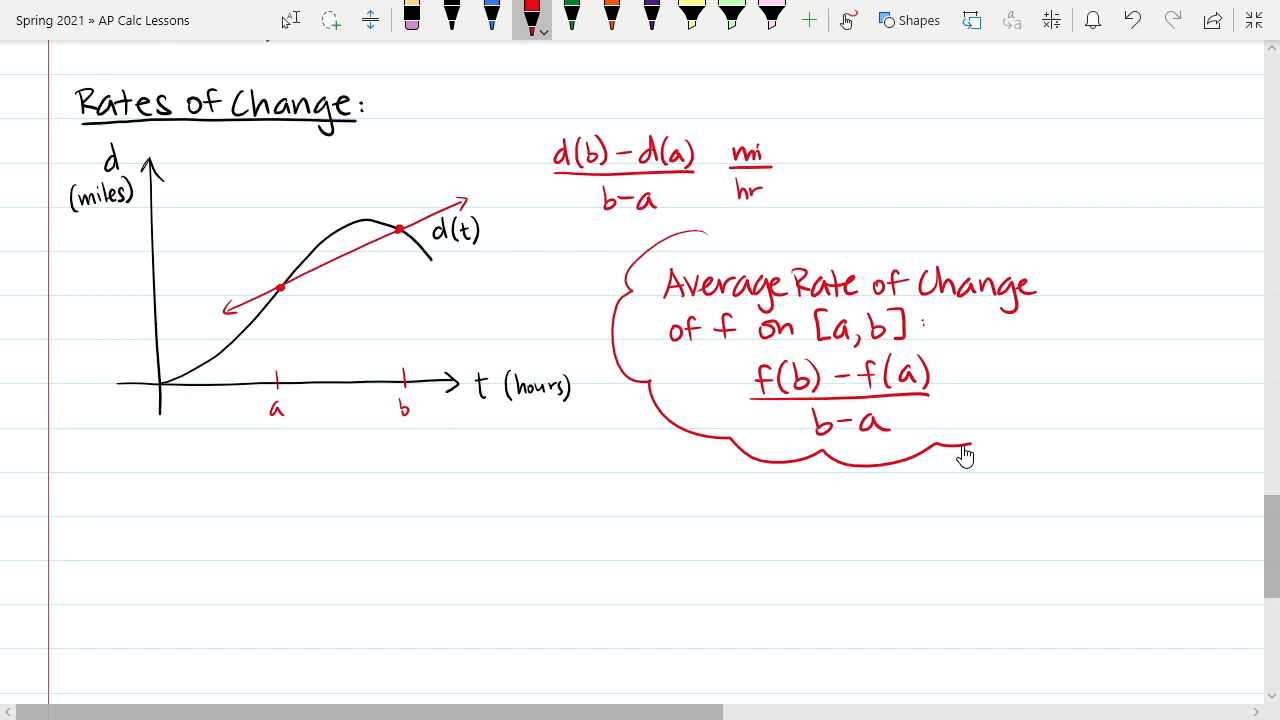 Spring 2021 » AP Calc Lessons
Shapes
Rates of Change:
d
(miles)
d(t)
t (hours)
a
b
d(b) - d(a)
b - a
mi
hr
Average Rate of Change
of f on [a, b] :
f(b) - f(a)
b - a